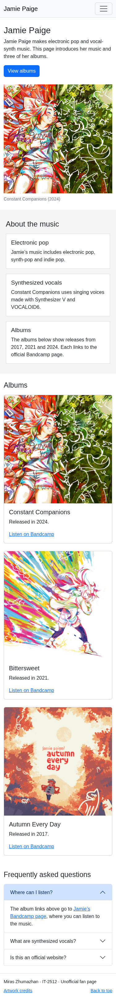 Jamie Paige
Jamie Paige
Jamie Paige makes electronic pop and vocal-
synth music. This page introduces her music and
three of her albums.
View albums
Constant Companions (2024)
About the music
Electronic pop
Jamie’s music includes electronic pop,
synth-pop and indie pop.
Synthesized vocals
Constant Companions uses singing voices
made with Synthesizer V and
VOCALOID6.
Albums
The albums below show releases from
2017, 2021 and 2024. Each links to the
official Bandcamp page.
Albums
Constant Companions
Released in 2024.
Listen on Bandcamp
Bittersweet
Released in 2021.
Listen on Bandcamp
jamie paige/
autumn
every
day
Autumn Every Day
Released in 2017.
Listen on Bandcamp
Frequently asked questions
Where can I listen?
The album links above go to Jamie’s
Bandcamp page, where you can listen to
the music.
What are synthesized vocals?
Is this an official website?
Miras Zhumazhan · IT-2512 · Unofficial fan page
Artwork credits
Back to top